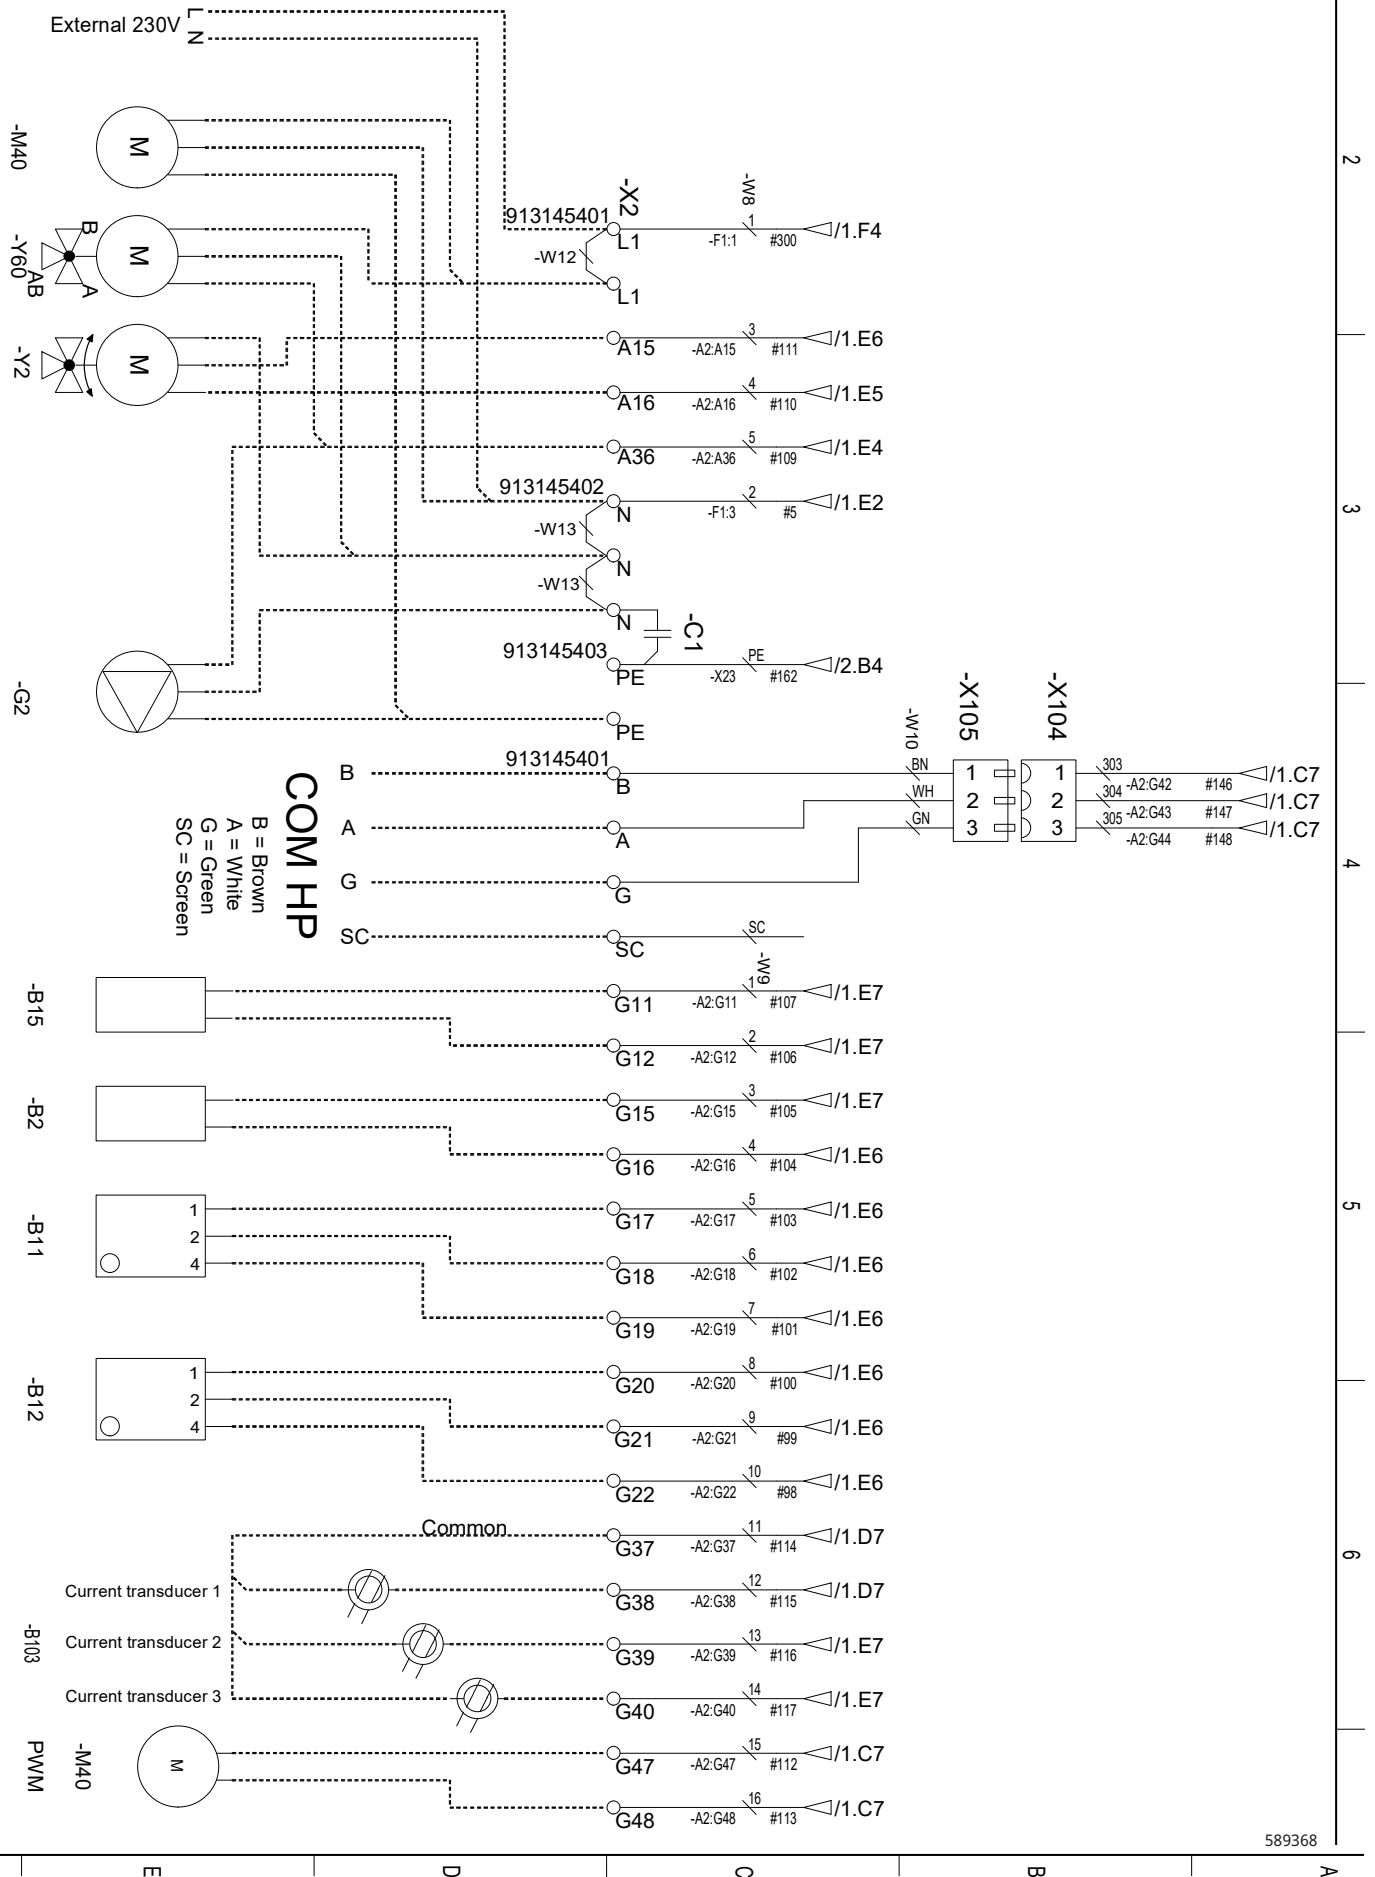 External 230V
L
N
-M40
M
-X2
-W8
913145401
L1
1
-F1:1
#300
/1.F4
2
-W12
L1
-Y60
B
A
AB
M
-Y2
M
A15
3
-A2:A15
#111
/1.E6
A16
4
-A2:A16
#110
/1.E5
A36
5
-A2:A36
#109
/1.E4
913145402
N
2
-F1:3
#5
/1.E2
3
-W13
N
-W13
N
-C1
913145403
PE
PE
-X23
#162
/2.B4
-G2
PE
-X105
-X104
-W10
B
913145401
B
BN
1
1
303
-A2:G42
#146
/1.C7
WH
2
2
304
-A2:G43
#147
/1.C7
A
A
GN
3
3
305
-A2:G44
#148
/1.C7
4
G
G
SC
SC
SC
COM HP
B = Brown
A = White
G = Green
SC = Screen
-W9
-B15
G11
1
-A2:G11
#107
/1.E7
G12
2
-A2:G12
#106
/1.E7
-B2
G15
3
-A2:G15
#105
/1.E7
G16
4
-A2:G16
#104
/1.E6
-B11
1
2
4
G17
5
-A2:G17
#103
/1.E6
5
G18
6
-A2:G18
#102
/1.E6
G19
7
-A2:G19
#101
/1.E6
-B12
1
2
4
G20
8
-A2:G20
#100
/1.E6
G21
9
-A2:G21
#99
/1.E6
G22
10
-A2:G22
#98
/1.E6
Common
G37
11
-A2:G37
#114
/1.D7
6
Current transducer 1
G38
12
-A2:G38
#115
/1.D7
-B103
Current transducer 2
G39
13
-A2:G39
#116
/1.E7
Current transducer 3
G40
14
-A2:G40
#117
/1.E7
PWM
-M40
M
G47
15
-A2:G47
#112
/1.C7
G48
16
-A2:G48
#113
/1.C7
589368
E
D
C
B
A